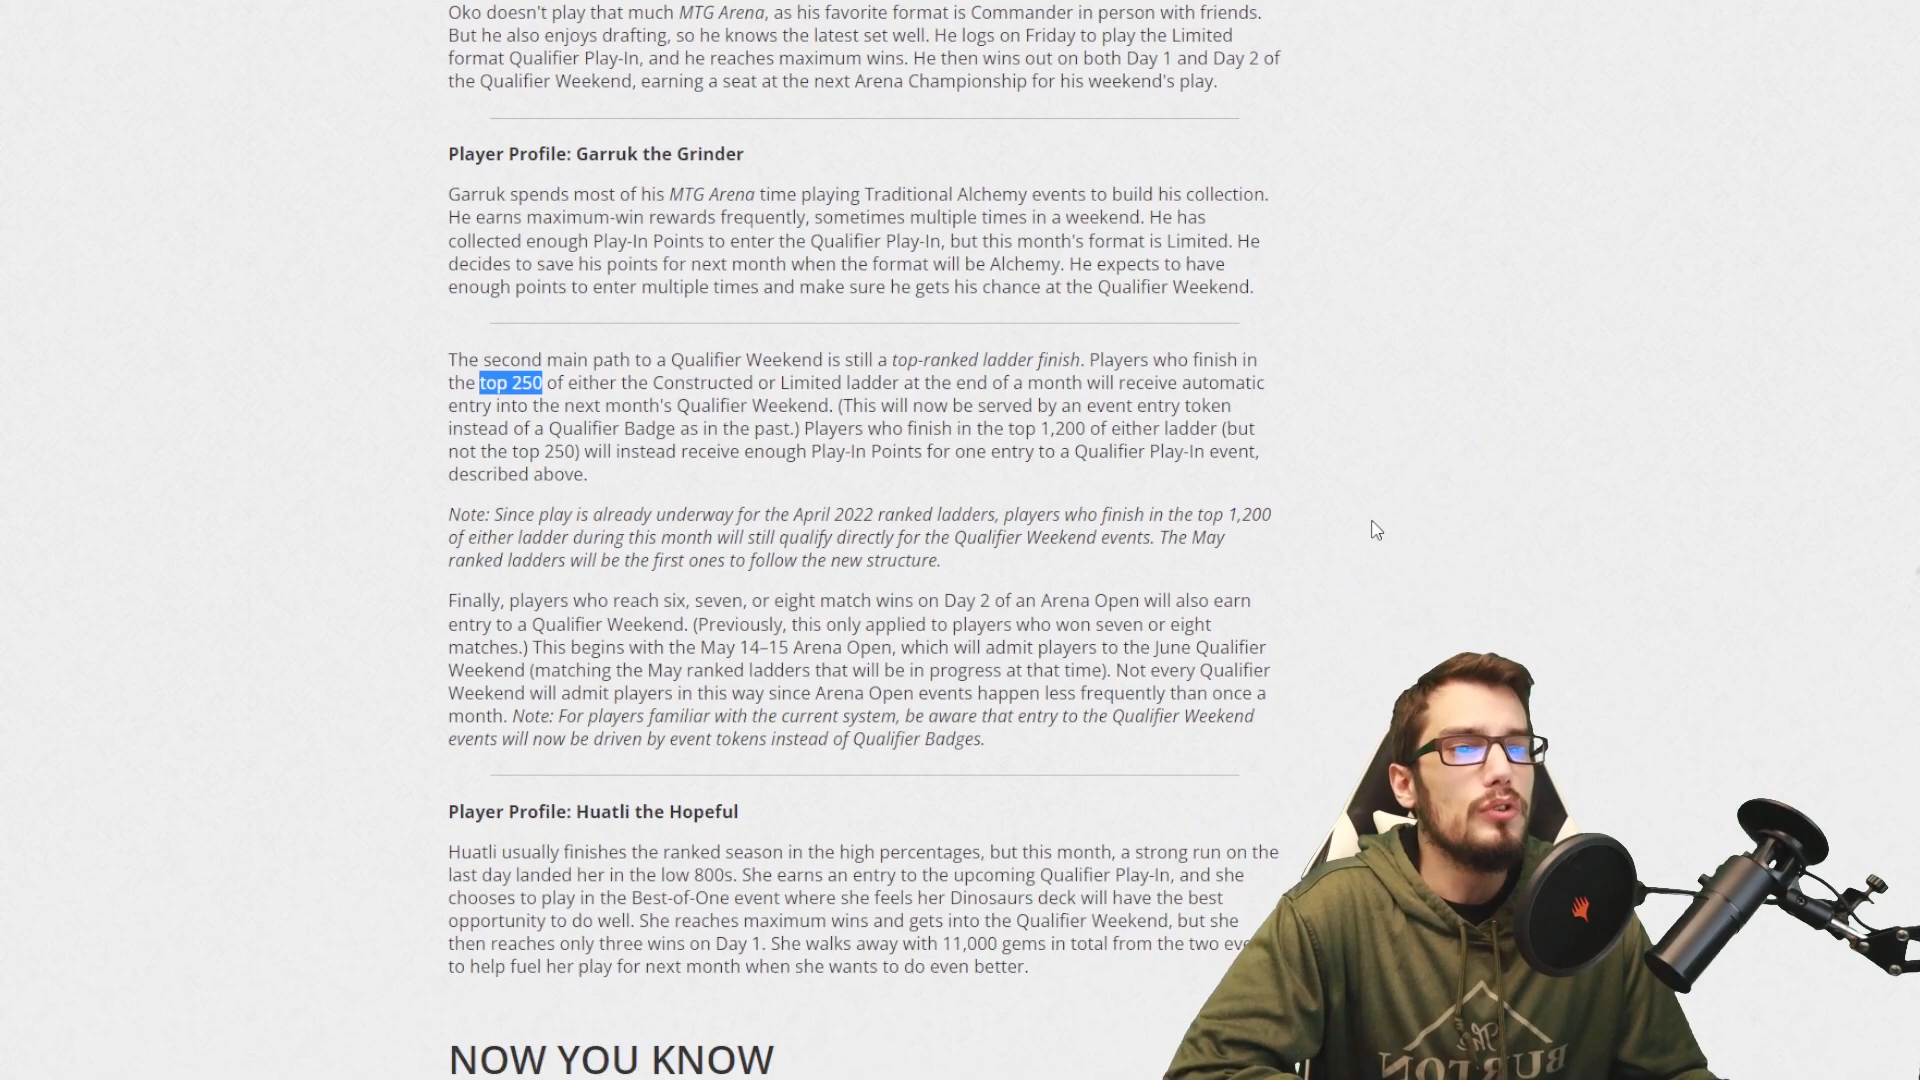 Oko doesn't play that much MTG Arena, as his favorite format is Commander in person with friends.
But he also enjoys drafting, so he knows the latest set well. He logs on Friday to play the Limited
format Qualifier Play-In, and he reaches maximum wins. He then wins out on both Day 1 and Day 2 of
the Qualifier Weekend, earning a seat at the next Arena Championship for his weekend's play.
Player Profile: Garruk the Grinder
Garruk spends most of his MTG Arena time playing Traditional Alchemy events to build his collection.
He earns maximum-win rewards frequently, sometimes multiple times in a weekend. He has
collected enough Play-In Points to enter the Qualifier Play-In, but this month's format is Limited. He
decides to save his points for next month when the format will be Alchemy. He expects to have
enough points to enter multiple times and make sure he gets his chance at the Qualifier Weekend.
The second main path to a Qualifier Weekend is still a top-ranked ladder finish. Players who finish in
the top 250 of either the Constructed or Limited ladder at the end of a month will receive automatic
entry into the next month's Qualifier Weekend. (This will now be served by an event entry token
instead of a Qualifier Badge as in the past.) Players who finish in the top 1,200 of either ladder (but
not the top 250) will instead receive enough Play-In Points for one entry to a Qualifier Play-In event,
described above.
Note: Since play is already underway for the April 2022 ranked ladders, players who finish in the top 1,200
of either ladder during this month will still qualify directly for the Qualifier Weekend events. The May
ranked ladders will be the first ones to follow the new structure.
Finally, players who reach six, seven, or eight match wins on Day 2 of an Arena Open will also earn
entry to a Qualifier Weekend. (Previously, this only applied to players who won seven or eight
matches.) This begins with the May 14–15 Arena Open, which will admit players to the June Qualifier
Weekend (matching the May ranked ladders that will be in progress at that time). Not every Qualifier
Weekend will admit players in this way since Arena Open events happen less frequently than once a
month. Note: For players familiar with the current system, be aware that entry to the Qualifier Weekend
events will now be driven by event tokens instead of Qualifier Badges.
Player Profile: Huatli the Hopeful
Huatli usually finishes the ranked season in the high percentages, but this month, a strong run on the
last day landed her in the low 800s. She earns an entry to the upcoming Qualifier Play-In, and she
chooses to play in the Best-of-One event where she feels her Dinosaurs deck will have the best
opportunity to do well. She reaches maximum wins and gets into the Qualifier Weekend, but she
then reaches only three wins on Day 1. She walks away with 11,000 gems in total from the two
to help fuel her play for next month when she wants to do even better.
NOW YOU KNOW
BURTON